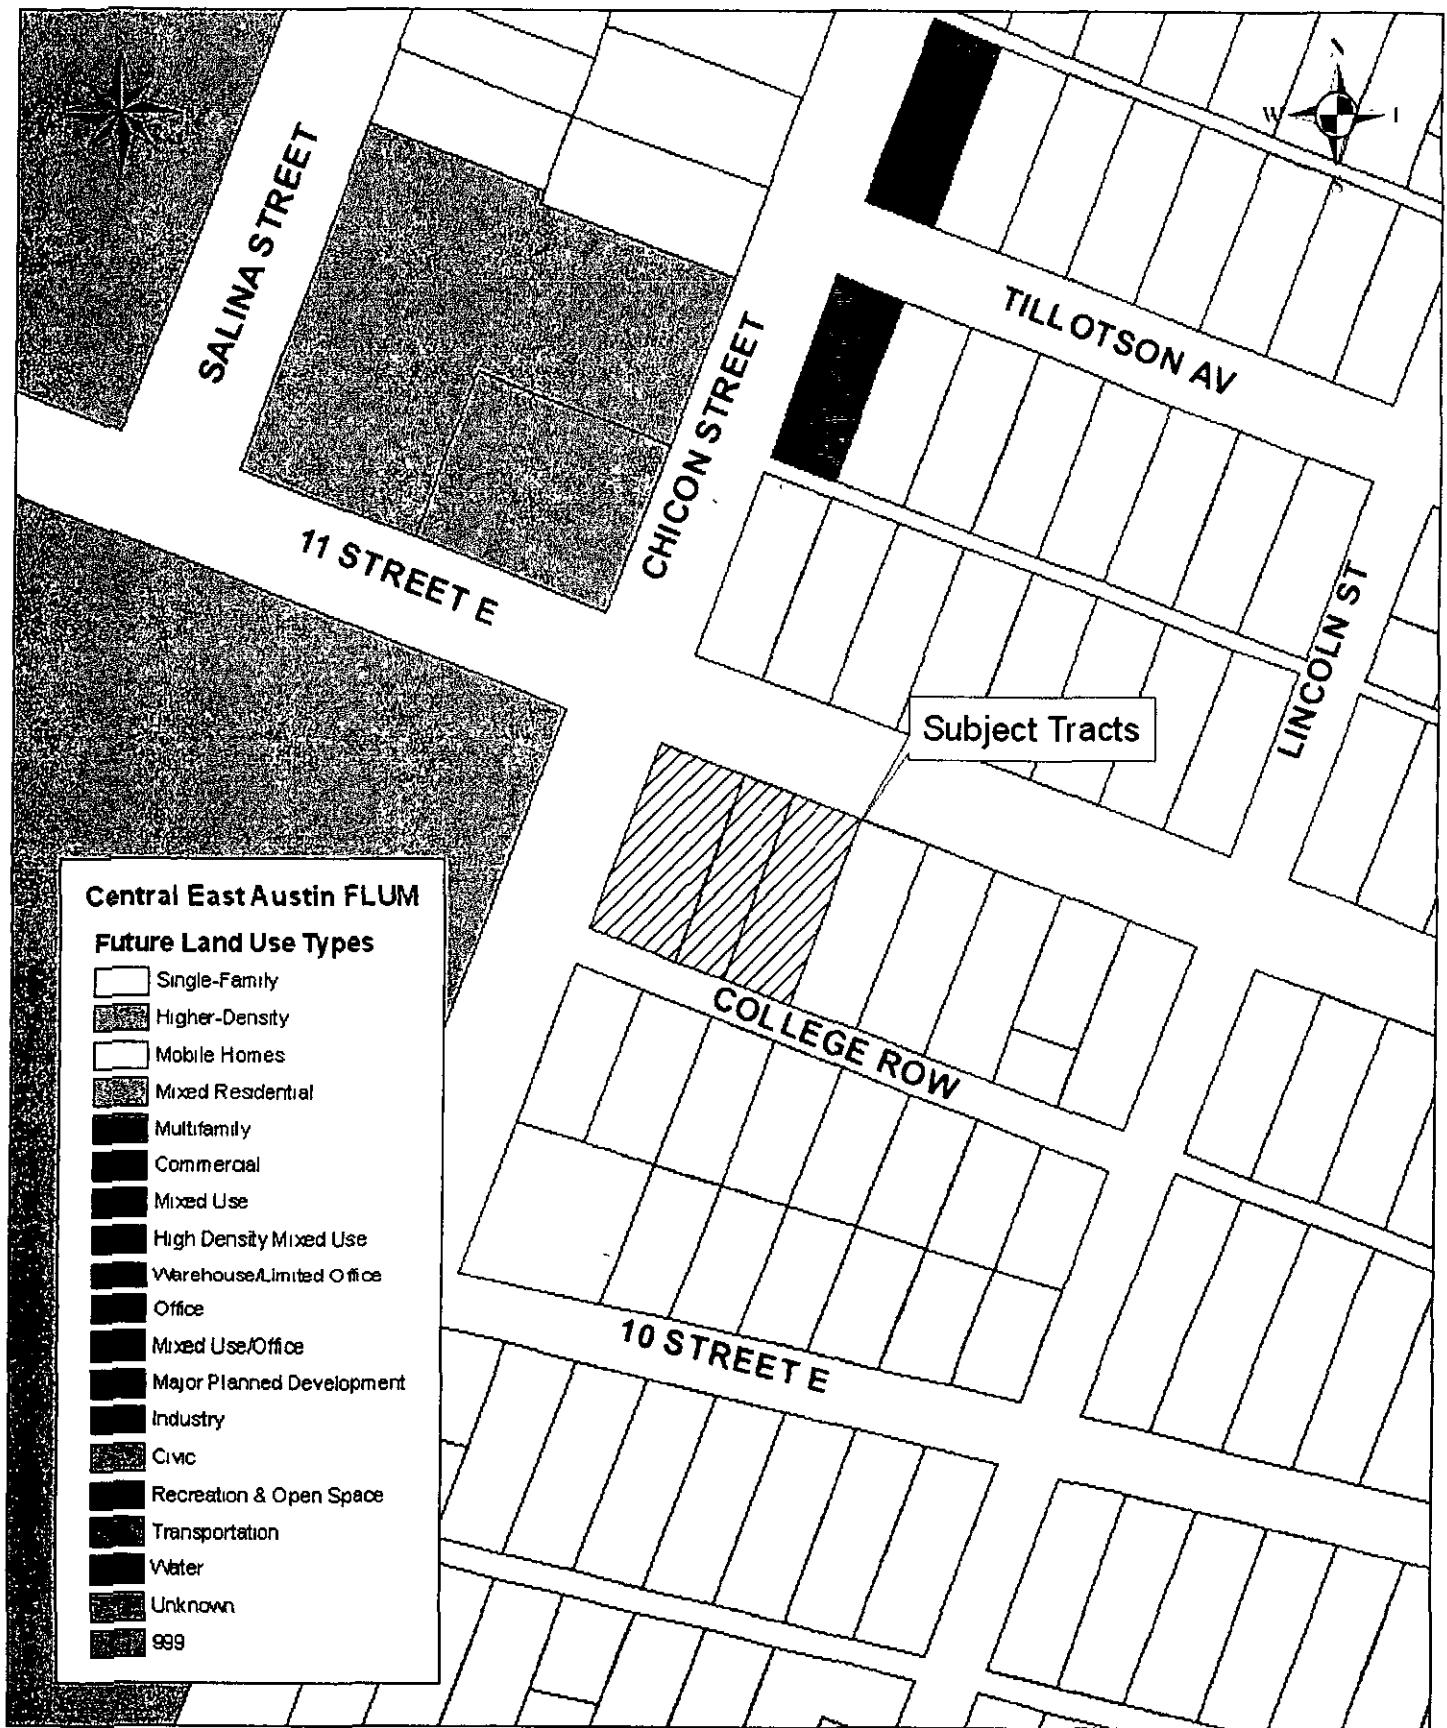 W
S
SALINA STREET
TILLOTSON AV
CHICON STREET
11 STREET E
LINCOLN ST
Subject Tracts
COLLEGE ROW
10 STREET E
Central East Austin FLUM
Future Land Use Types
Single-Family
Higher-Density
Mobile Homes
Mixed Residential
Multifamily
Commercial
Mixed Use
High Density Mixed Use
Warehouse/Limited Office
Office
Mixed Use/Office
Major Planned Development
Industry
Civic
Recreation & Open Space
Transportation
Water
Unknown
999